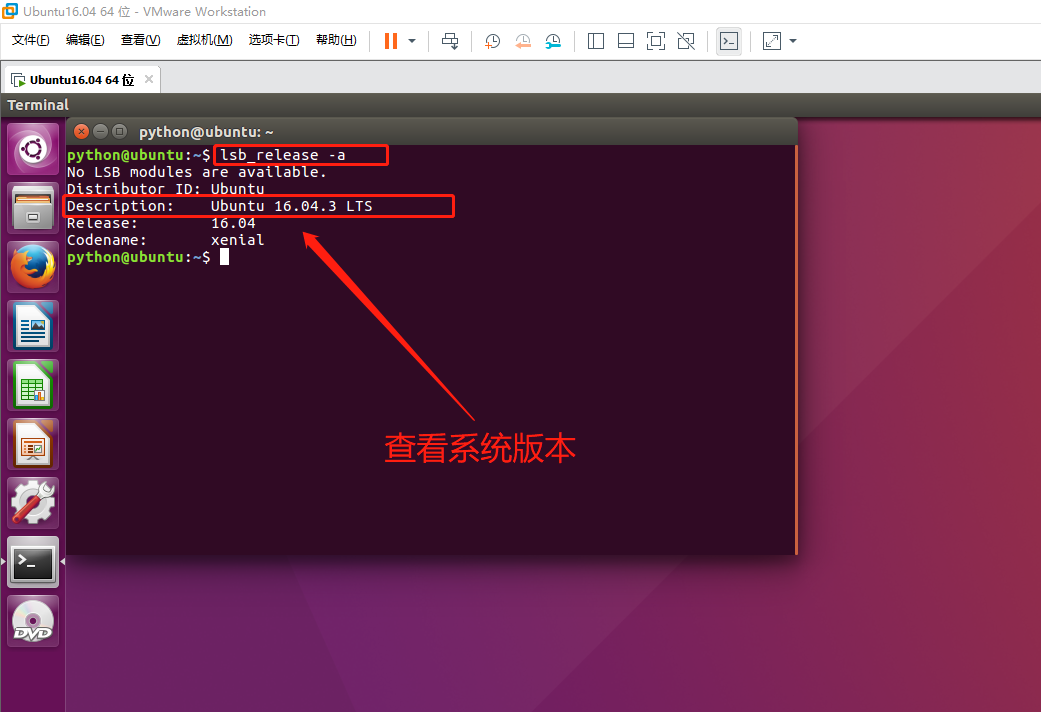 Ubuntu16.04 64 位 - VMware Workstation
文件(F) 编辑(E) 查看(V) 虚拟机(M) 选项卡(T) 帮助(H)
Ubuntu16.04 64 位
Terminal
python@ubuntu: ~
python@ubuntu:~$ lsb_release -a
No LSB modules are available.
Distributor ID: Ubuntu
Description: Ubuntu 16.04.3 LTS
Release: 16.04
Codename: xenial
python@ubuntu:~$
查看系统版本
DVD